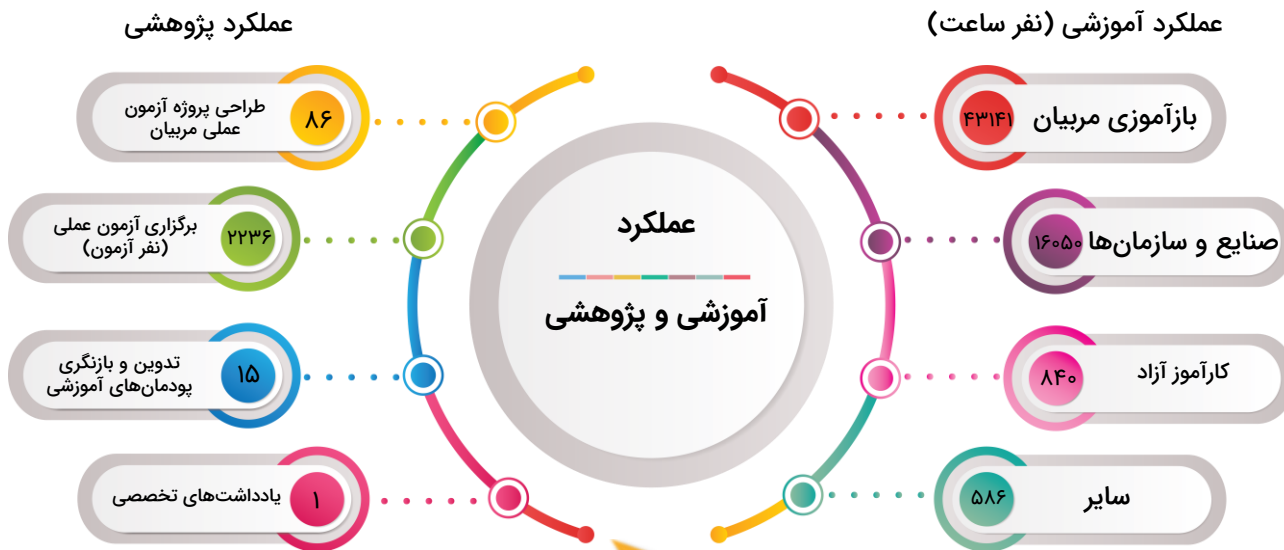 عملکرد آموزشی (نفر ساعت)
بازآموزی مربیان
۴۳۱۴۱
صنایع و سازمان‌ها
۱۶۰۵۰
کارآموز آزاد
۸۴۰
سایر
۵۸۶
عملکرد
آموزشی و پژوهشی
عملکرد پژوهشی
۸۶
طراحی پروژه آزمون
عملی مربیان
۲۲۳۶
برگزاری آزمون عملی
(نفر آزمون)
۱۵
تدوین و بازنگری
پودمان‌های آموزشی
۱
یادداشت‌های تخصصی